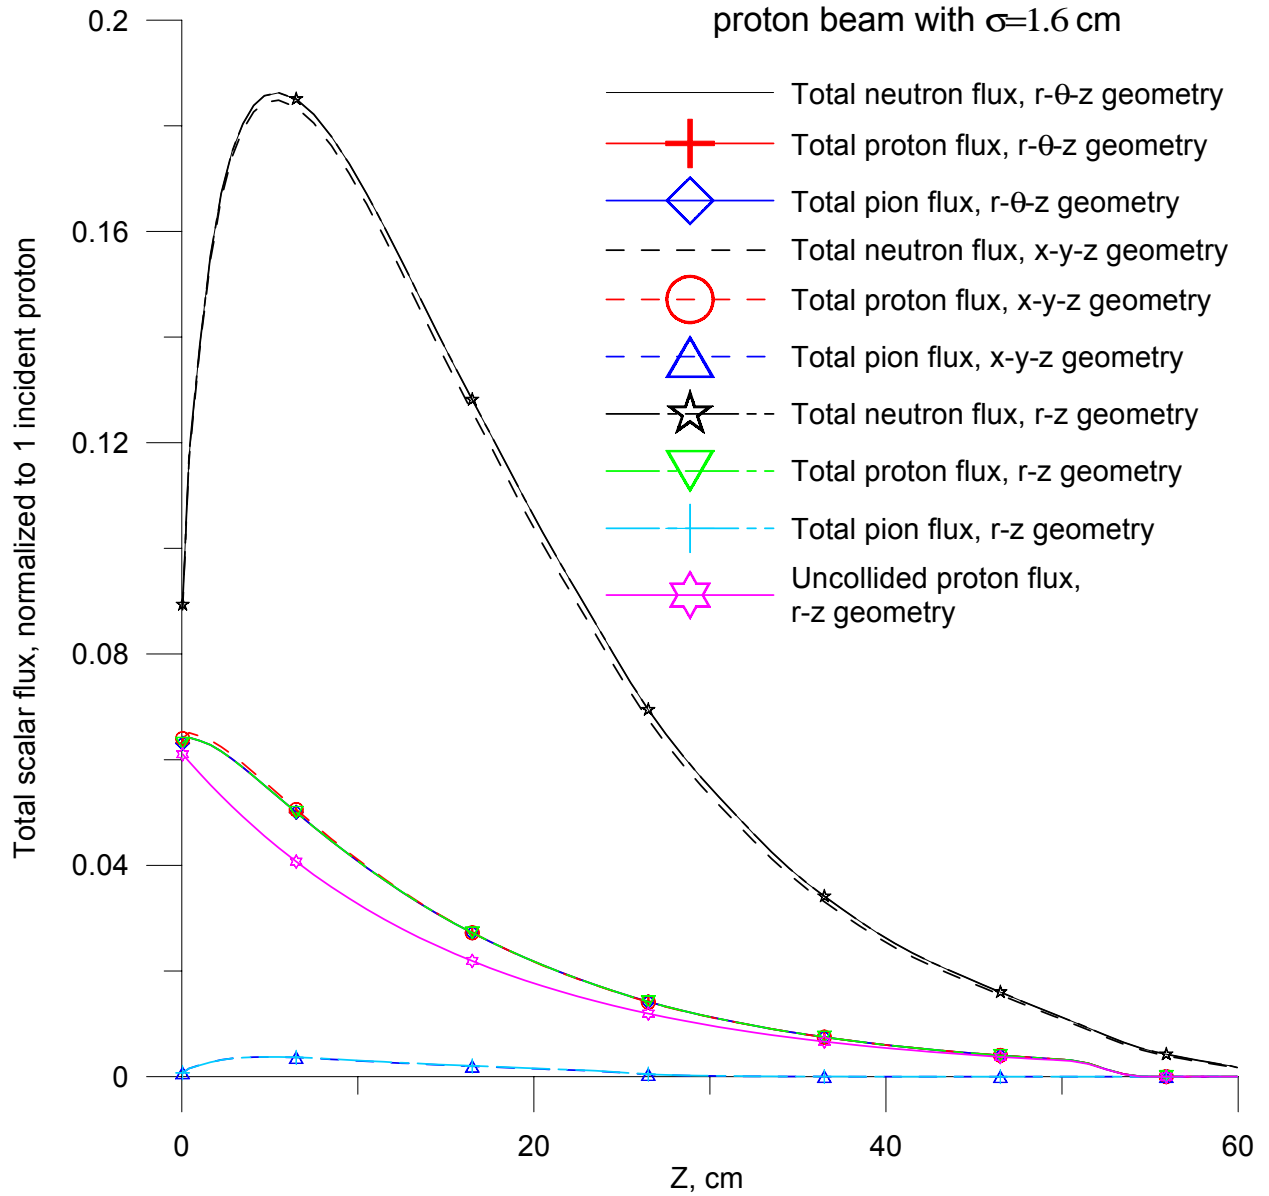 proton beam with σ=1.6 cm
Total neutron flux, r-θ-z geometry
Total proton flux, r-θ-z geometry
Total pion flux, r-θ-z geometry
Total neutron flux, x-y-z geometry
Total proton flux, x-y-z geometry
Total pion flux, x-y-z geometry
Total neutron flux, r-z geometry
Total proton flux, r-z geometry
Total pion flux, r-z geometry
Uncollided proton flux,
r-z geometry
Total scalar flux, normalized to 1 incident proton
0.2
0.16
0.12
0.08
0.04
0
0
20
40
60
Z, cm